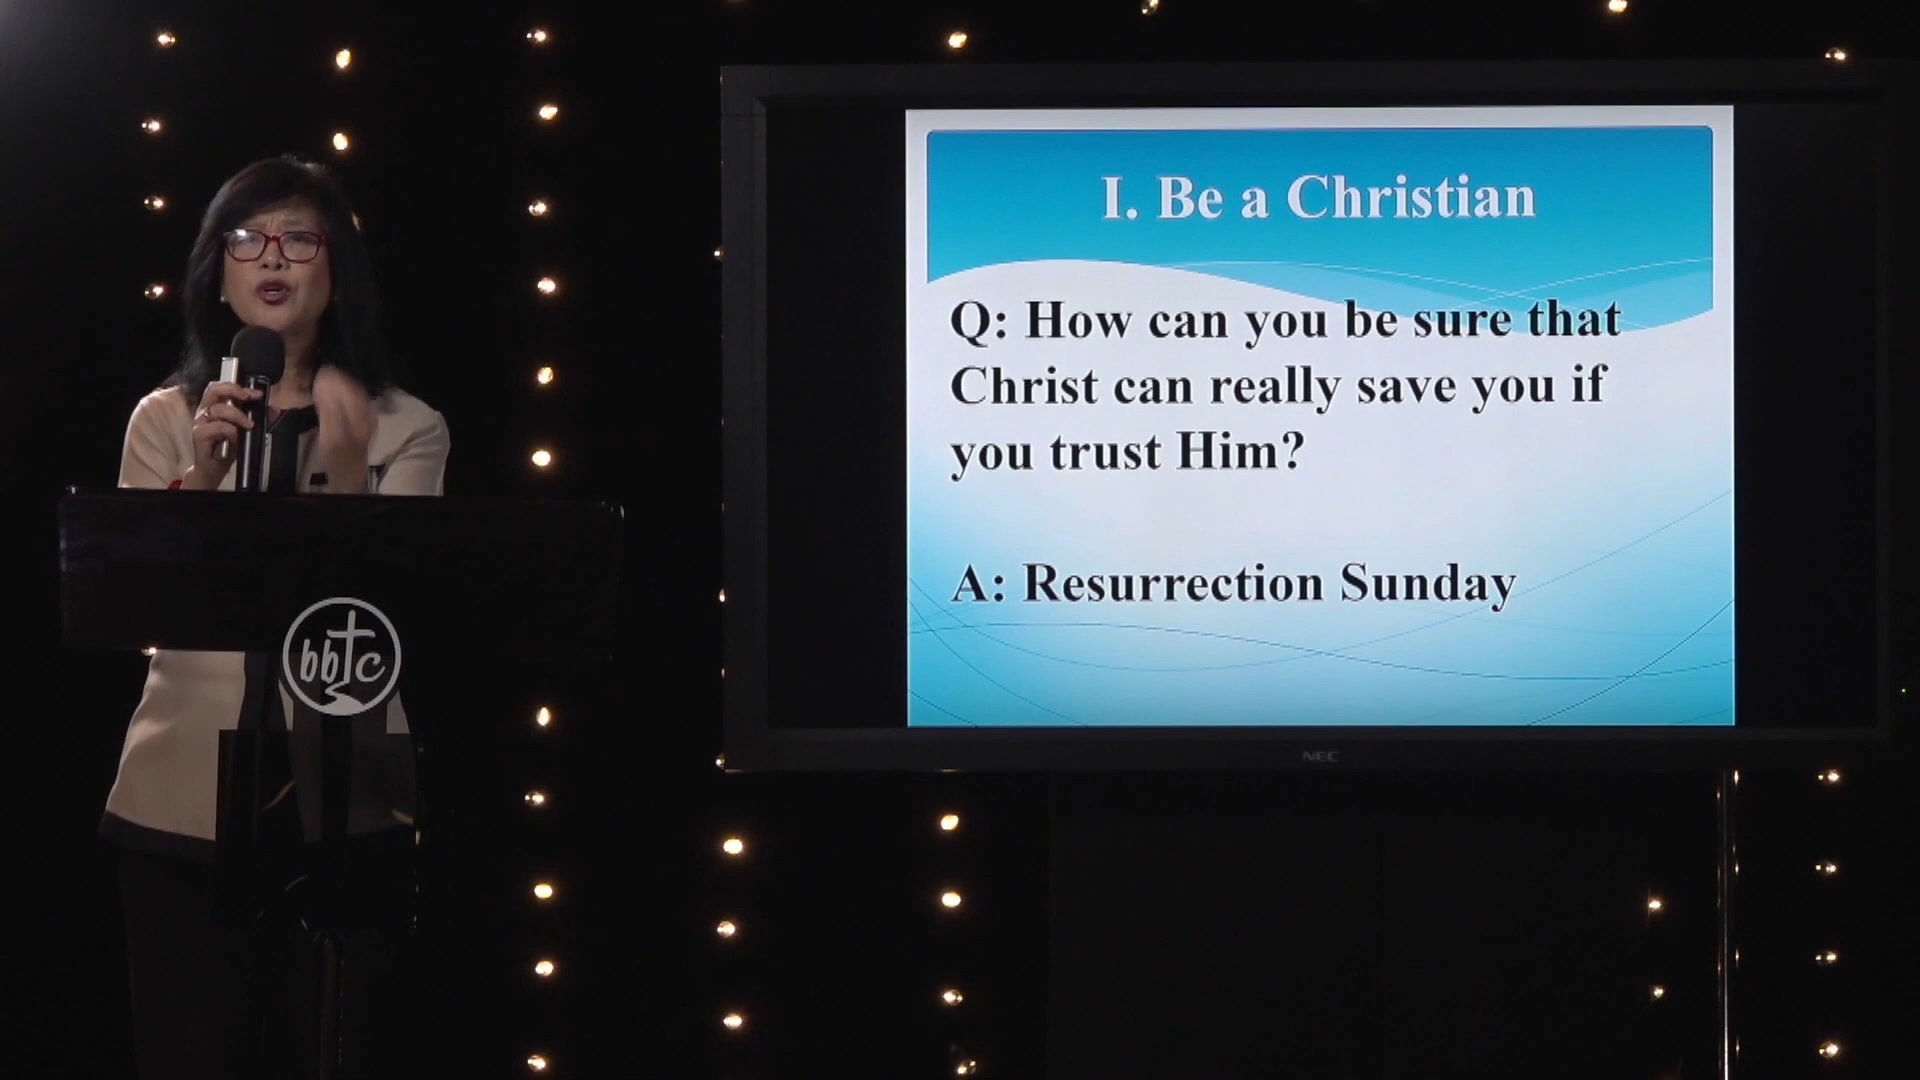 I. Be a Christian
Q: How can you be sure that
Christ can really save you if
you trust Him?
A: Resurrection Sunday
NEC
bbtc